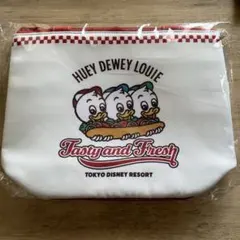 HUEY DEWEY LOUIE
Tasty and Fresh
TOKYO DISNEY RESORT